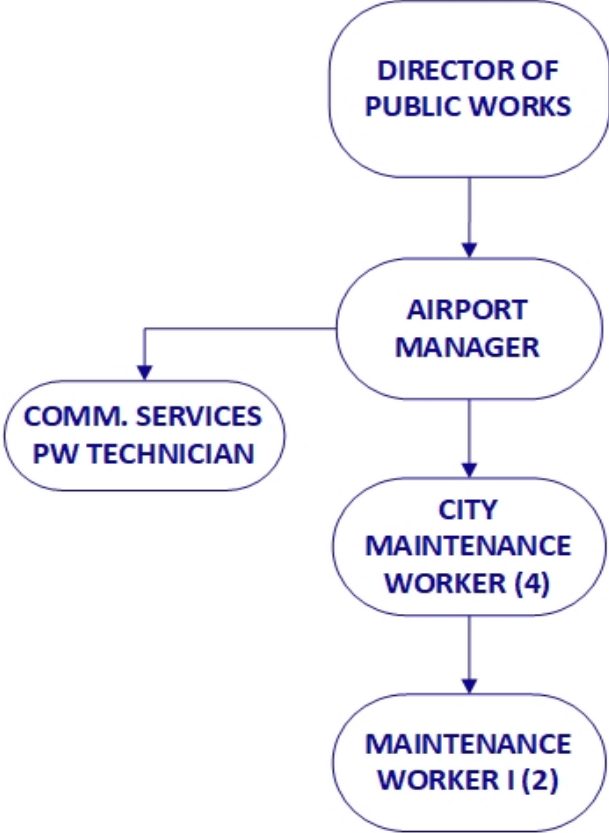 DIRECTOR OF
PUBLIC WORKS
AIRPORT
MANAGER
COMM. SERVICES
PW TECHNICIAN
CITY
MAINTENANCE
WORKER (4)
MAINTENANCE
WORKER I (2)